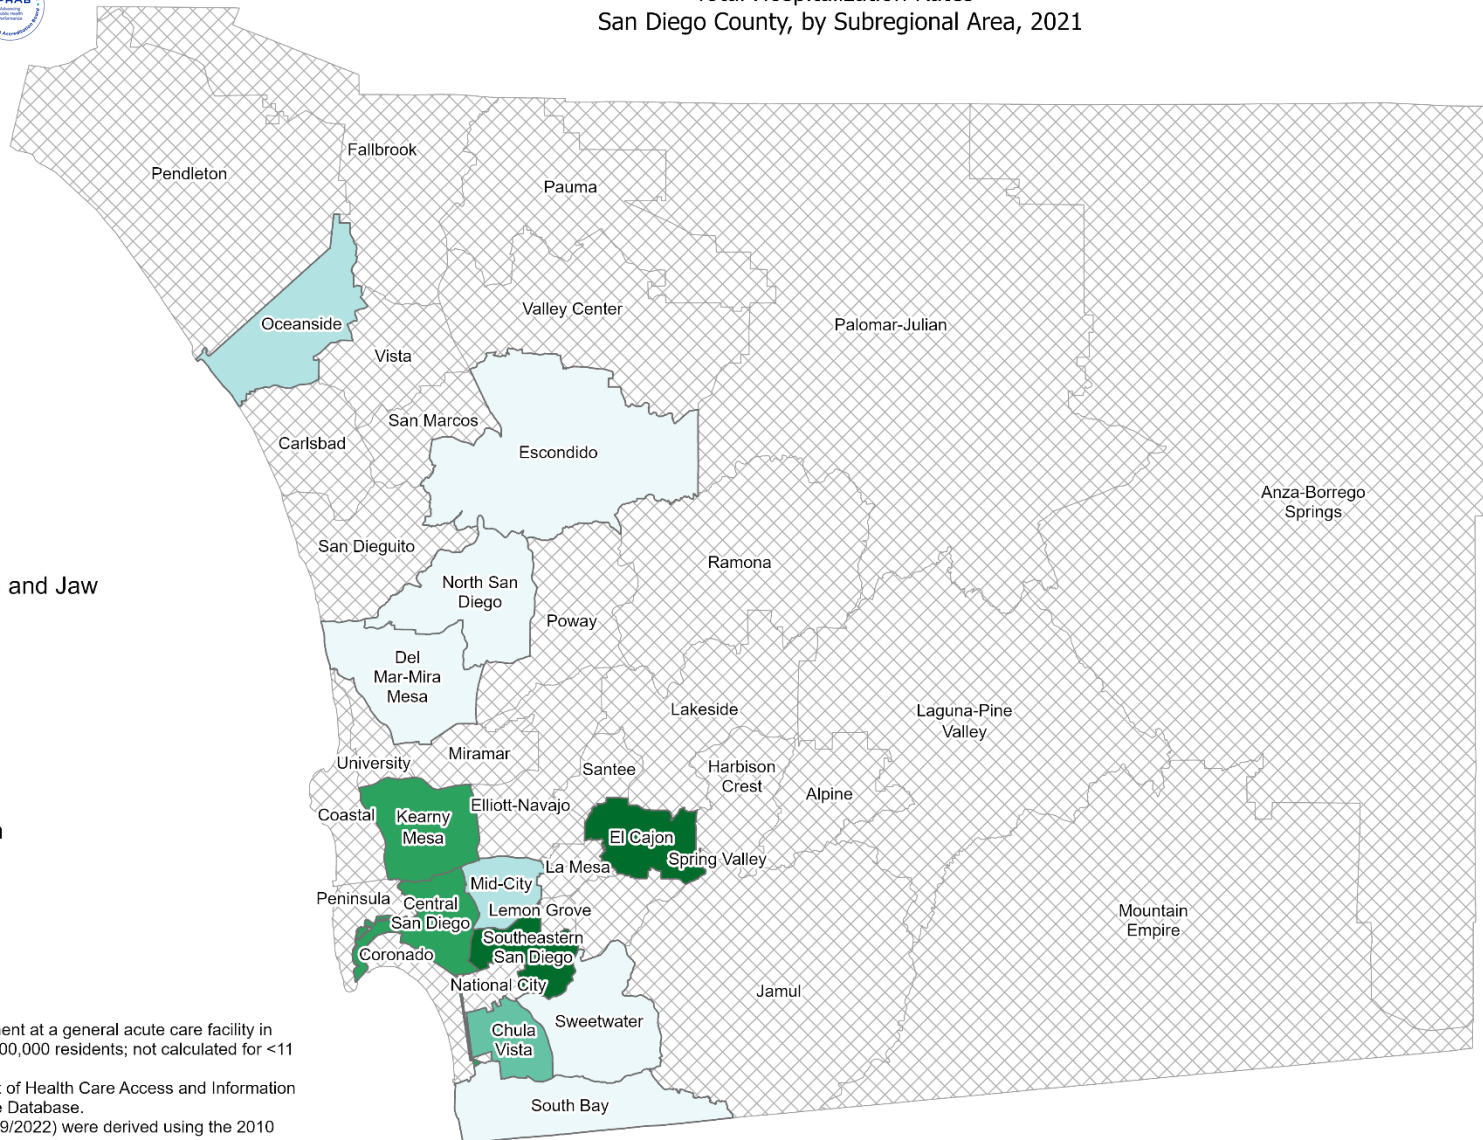 San Diego County, by Subregional Area, 2021
Fallbrook
Pendleton
Pauma
Valley Center
Oceanside
Palomar-Julian
Vista
San Marcos
Carlsbad
Escondido
Anza-Borrego
Springs
San Dieguito
Ramona
and Jaw
North San
Diego
Poway
Del
Mar-Mira
Mesa
Lakeside
Laguna-Pine
Valley
Miramar
University
Santee
Harbison
Crest
Alpine
Elliott-Navajo
Coastal
Kearny
Mesa
El Cajon
Spring Valley
La Mesa
Mid-City
Peninsula
Central
San Diego
Lemon Grove
Mountain
Empire
Southeastern
San Diego
Coronado
National City
Jamul
Sweetwater
Chula
Vista
South Bay
ent at a general acute care facility in
00,000 residents; not calculated for <11
of Health Care Access and Information
Database.
9/2022) were derived using the 2010